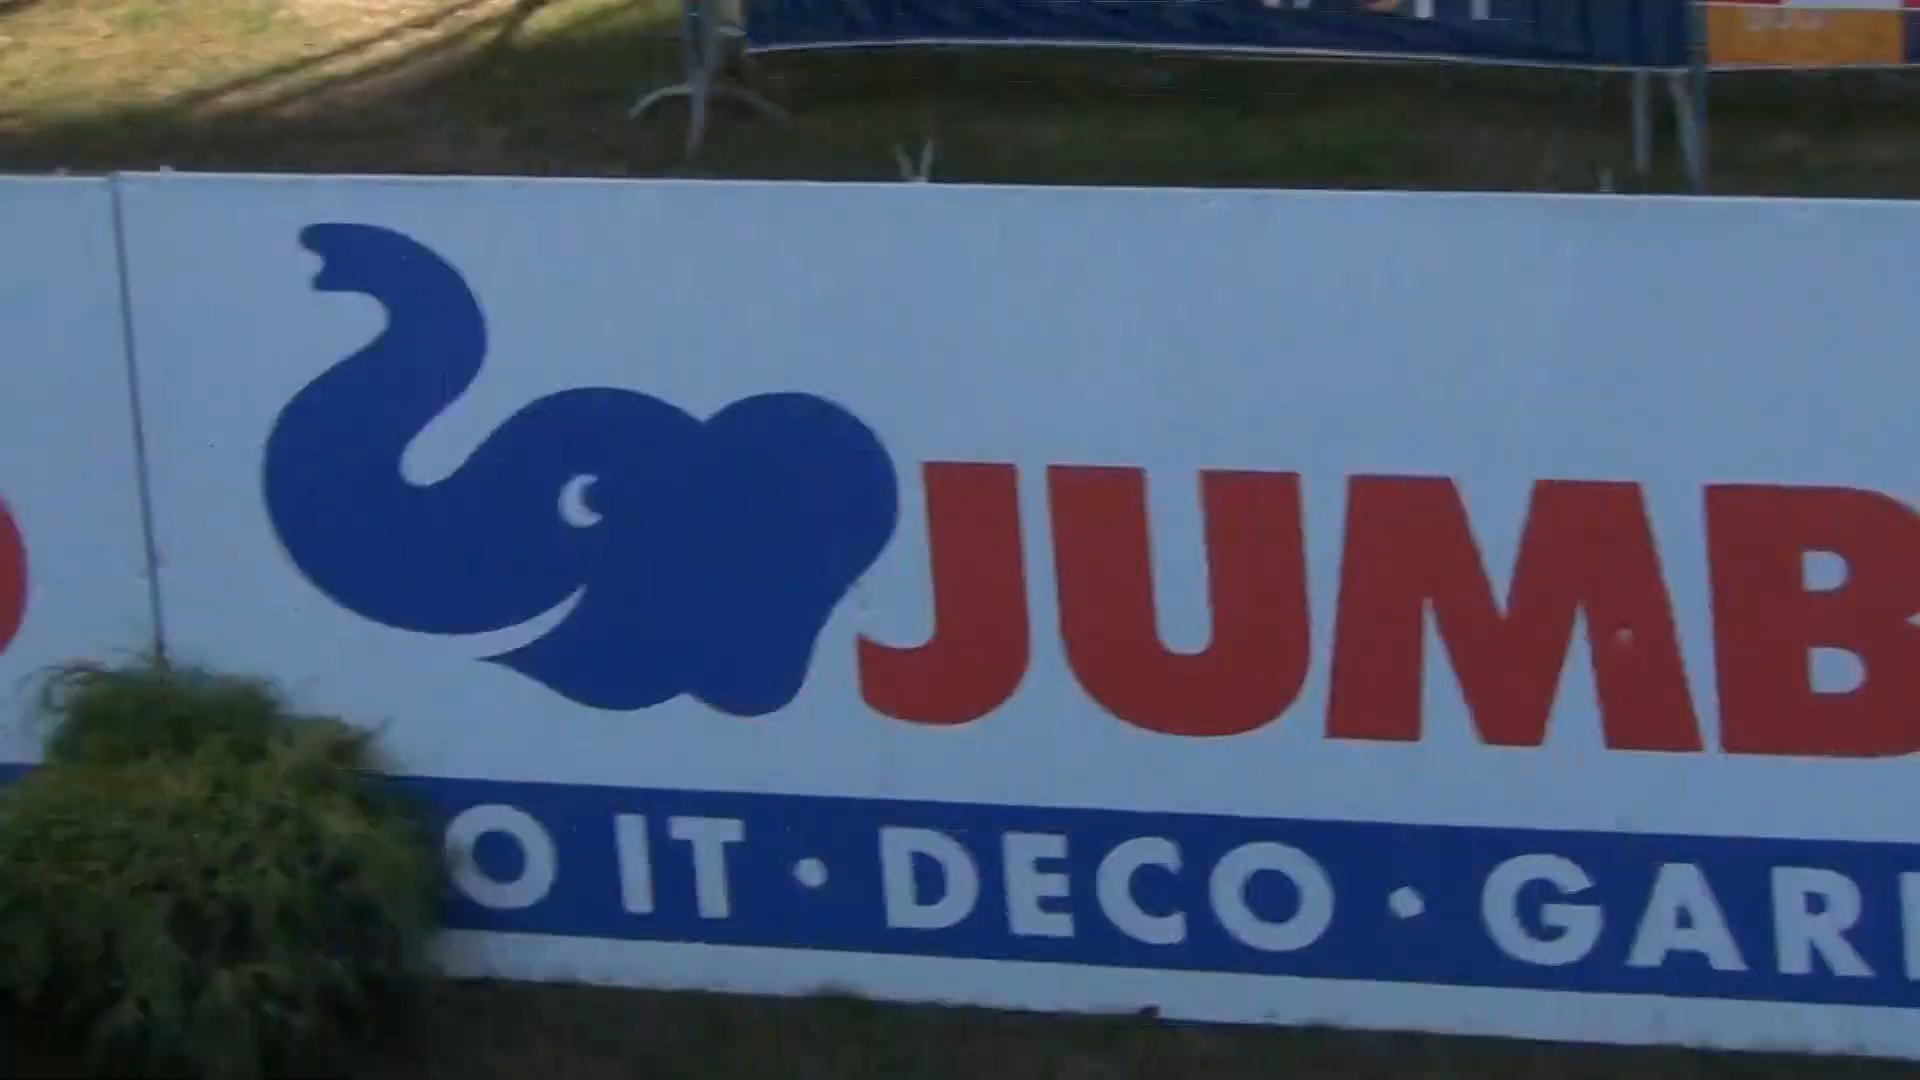 JUMB
O IT • DECO • GAR